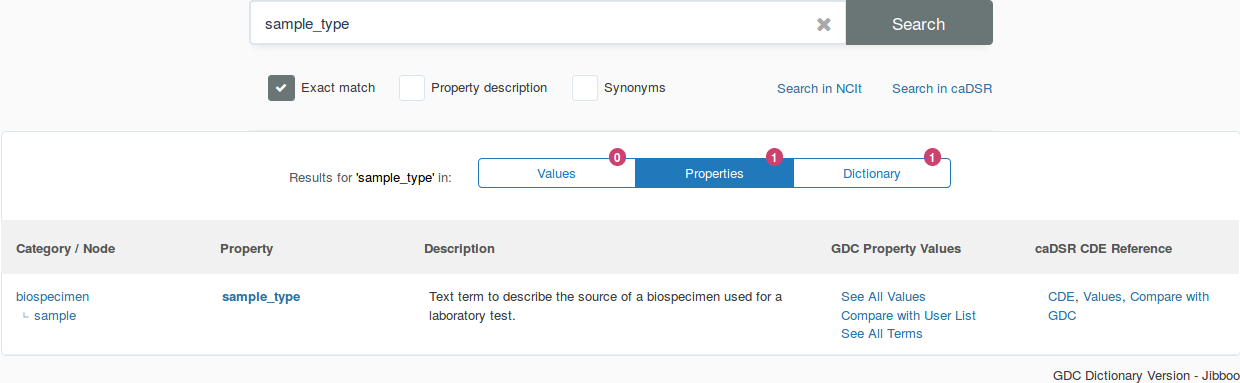 sample_type
Search
Exact match Property description Synonyms Search in NCIt Search in caDSR
Results for 'sample_type' in: Values 0 Properties 1 Dictionary 1
Category / Node Property Description GDC Property Values caDSR CDE Reference
biospecimen sample_type Text term to describe the source of a biospecimen used for a See All Values CDE, Values, Compare with
sample laboratory test. Compare with User List GDC
See All Terms
GDC Dictionary Version - Jibboo